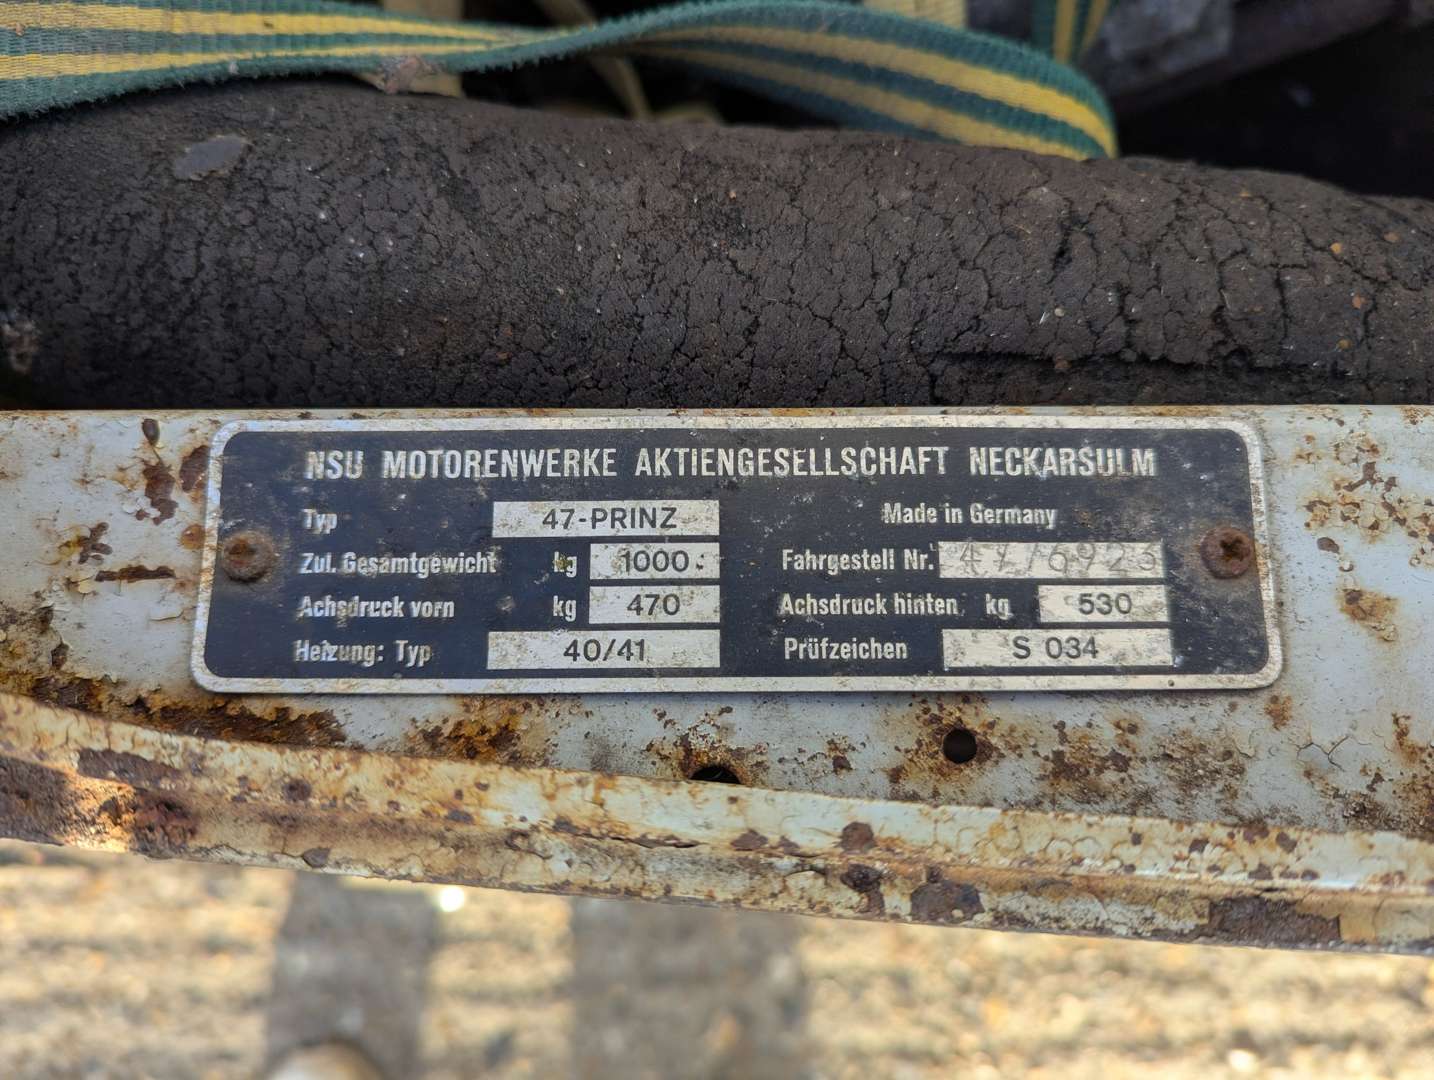 NSU MOTORENWERKE AKTIENGESELLSCHAFT NECKARSULM
Typ 47-PRINZ Made in Germany
Zul. Gesamtgewicht kg 1000 Fahrgestell Nr.
Achsdruck vorn kg 470 Achsdruck hinten kg 530
Heizung: Typ 40/41 Prüfzeichen S 034